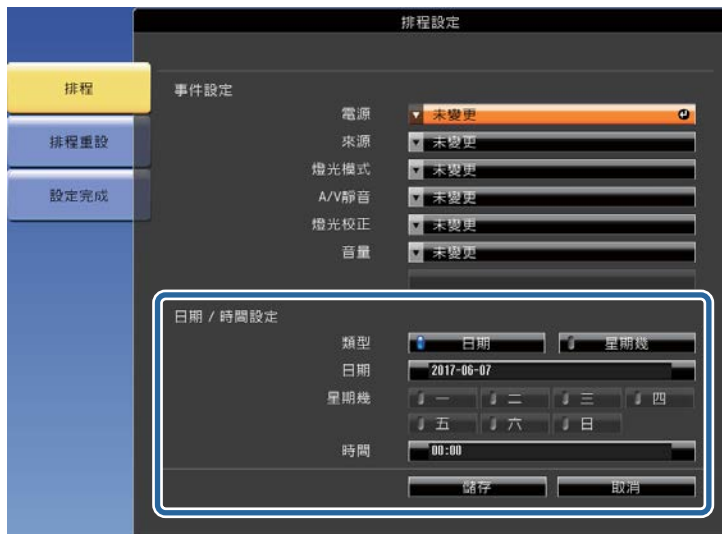 排程設定
排程
排程重設
設定完成
事件設定
電源 未變更
來源 未變更
燈光模式 未變更
A/V靜音 未變更
燈光校正 未變更
音量 未變更
日期 / 時間設定
類型 日期 星期幾
日期 2017-06-07
星期幾 一 二 三 四
五 六 日
時間 00:00
儲存 取消